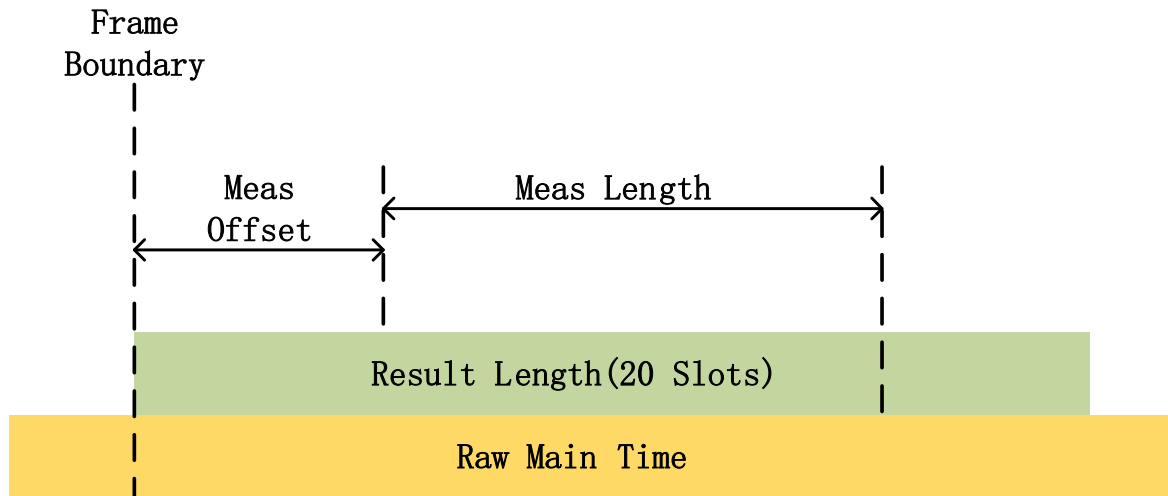 Frame
Boundary
Meas
Offset
Meas Length
Result Length(20 Slots)
Raw Main Time